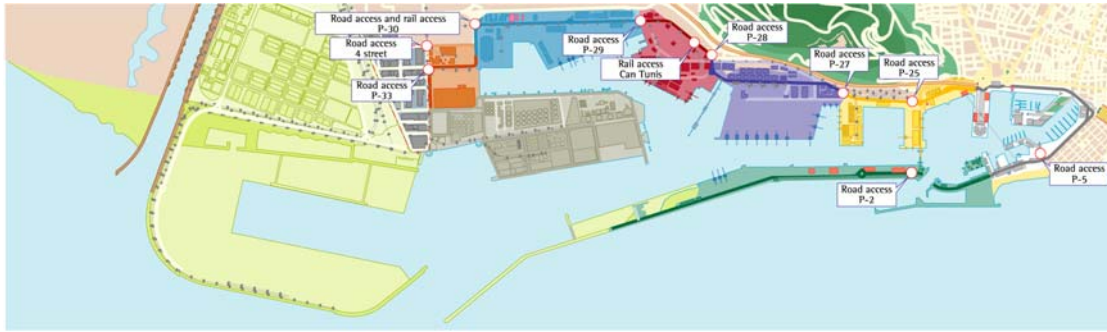 Road access and rail access
P-30
Road access
4 street
Road access
P-33
Road access
P-29
Rail access
Can Tunis
Road access
P-28
Road access
P-27
Road access
P-25
Road access
P-2
Road access
P-5